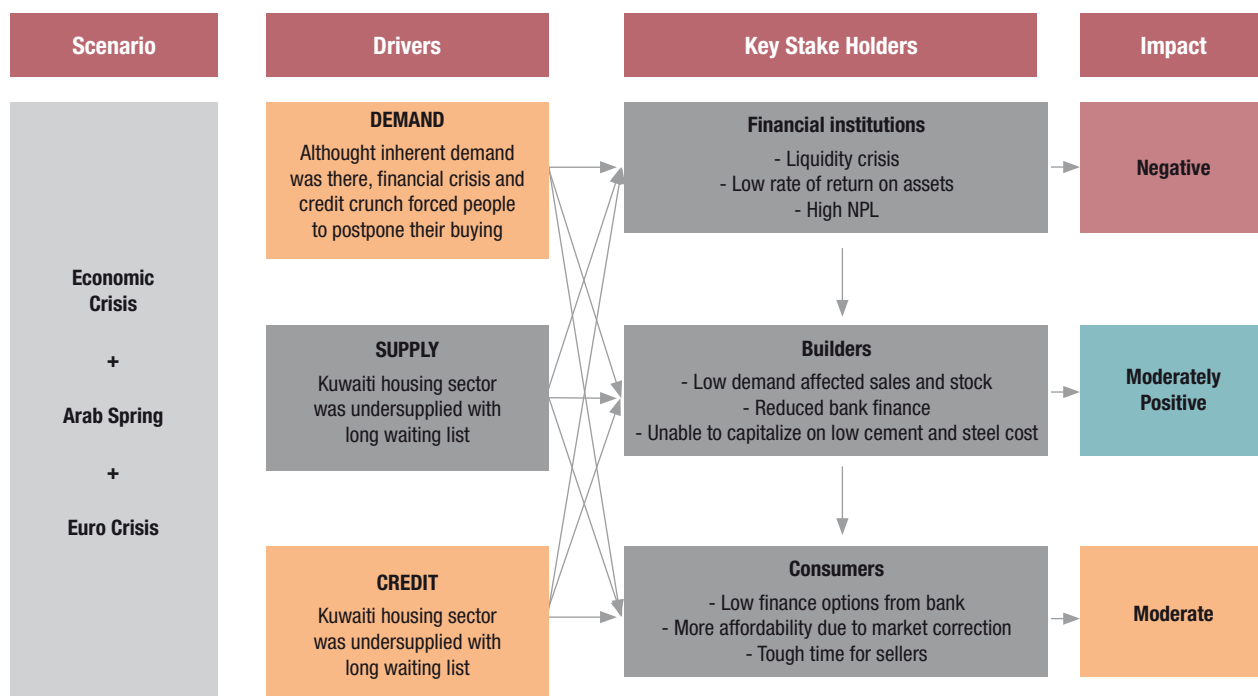 Scenario
Drivers
Key Stake Holders
Impact
Economic
Crisis
+
Arab Spring
+
Euro Crisis
DEMAND
Althought inherent demand
was there, financial crisis and
credit crunch forced people
to postpone their buying
SUPPLY
Kuwaiti housing sector
was undersupplied with
long waiting list
CREDIT
Kuwaiti housing sector
was undersupplied with
long waiting list
Financial institutions
- Liquidity crisis
- Low rate of return on assets
- High NPL
Builders
- Low demand affected sales and stock
- Reduced bank finance
- Unable to capitalize on low cement and steel cost
Consumers
- Low finance options from bank
- More affordability due to market correction
- Tough time for sellers
Negative
Moderately
Positive
Moderate